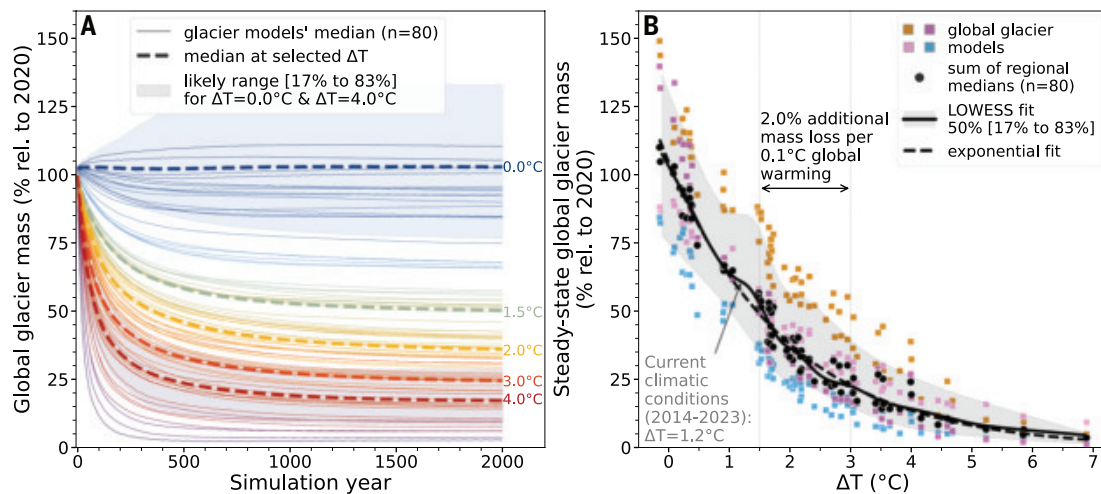 A
glacier models' median (n=80)
median at selected ΔT
likely range [17% to 83%]
for ΔT=0.0°C & ΔT=4.0°C
Global glacier mass (% rel. to 2020)
150
125
100
75
50
25
0
0.0°C
1.5°C
2.0°C
3.0°C
4.0°C
0
500
1000
1500
2000
Simulation year
B
global glacier
models
sum of regional
medians (n=80)
LOWESS fit
50% [17% to 83%]
exponential fit
2.0% additional
mass loss per
0.1°C global
warming
Steady-state global glacier mass
(% rel. to 2020)
150
125
100
75
50
25
0
Current
climatic
conditions
(2014-2023):
ΔT=1.2°C
0
1
2
3
4
5
6
7
ΔT (°C)